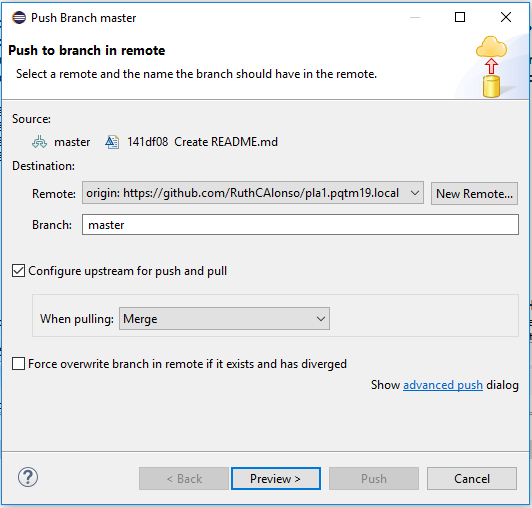 Push Branch master
Push to branch in remote
Select a remote and the name the branch should have in the remote.
Source:
master 141df08 Create README.md
Destination:
Remote: origin: https://github.com/RuthCAlonso/pla1.pqtm19.local New Remote...
Branch: master
Configure upstream for push and pull
When pulling: Merge
Force overwrite branch in remote if it exists and has diverged
Show advanced push dialog
? < Back Preview > Push Cancel